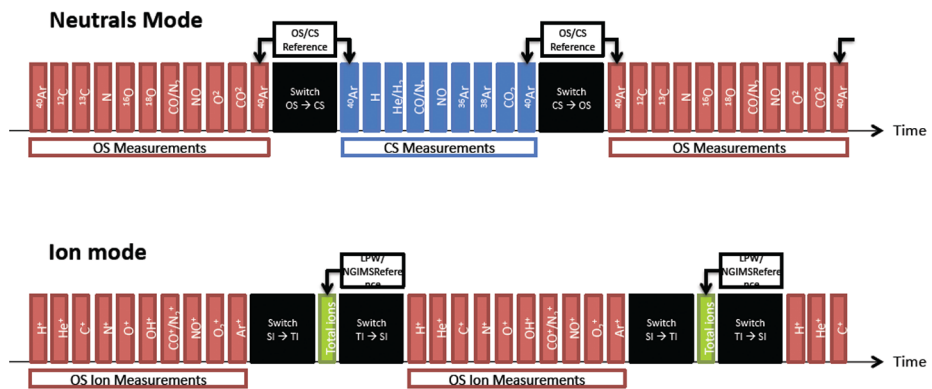 Neutrals Mode
OS/CS
Reference
OS/CS
Reference
⁴⁰Ar
¹²C
¹³C
N
¹⁶O
¹⁸O
CO/N₂
NO
O²
CO²
⁴⁰Ar
Switch
OS → CS
⁴⁰Ar
H
He/H₂
CO/N₂
NO
³⁶Ar
³⁸Ar
CO₂
⁴⁰Ar
Switch
CS → OS
⁴⁰Ar
¹²C
¹³C
N
¹⁶O
¹⁸O
CO/N₂
NO
O²
CO²
⁴⁰Ar
Time
OS Measurements
CS Measurements
OS Measurements
Ion mode
LPW/
NGIMSRefere
nce
LPW/
NGIMSRefere
nce
H⁺
He⁺
C⁺
N⁺
O⁺
OH⁺
CO⁺/N₂⁺
NO⁺
O₂⁺
Ar⁺
Switch
SI → TI
Total Ions
Switch
TI → SI
H⁺
He⁺
C⁺
N⁺
O⁺
OH⁺
CO⁺/N₂⁺
NO⁺
O₂⁺
Ar⁺
Switch
SI → TI
Total Ions
Switch
TI → SI
H⁺
He⁺
C⁺
Time
OS Ion Measurements
OS Ion Measurements